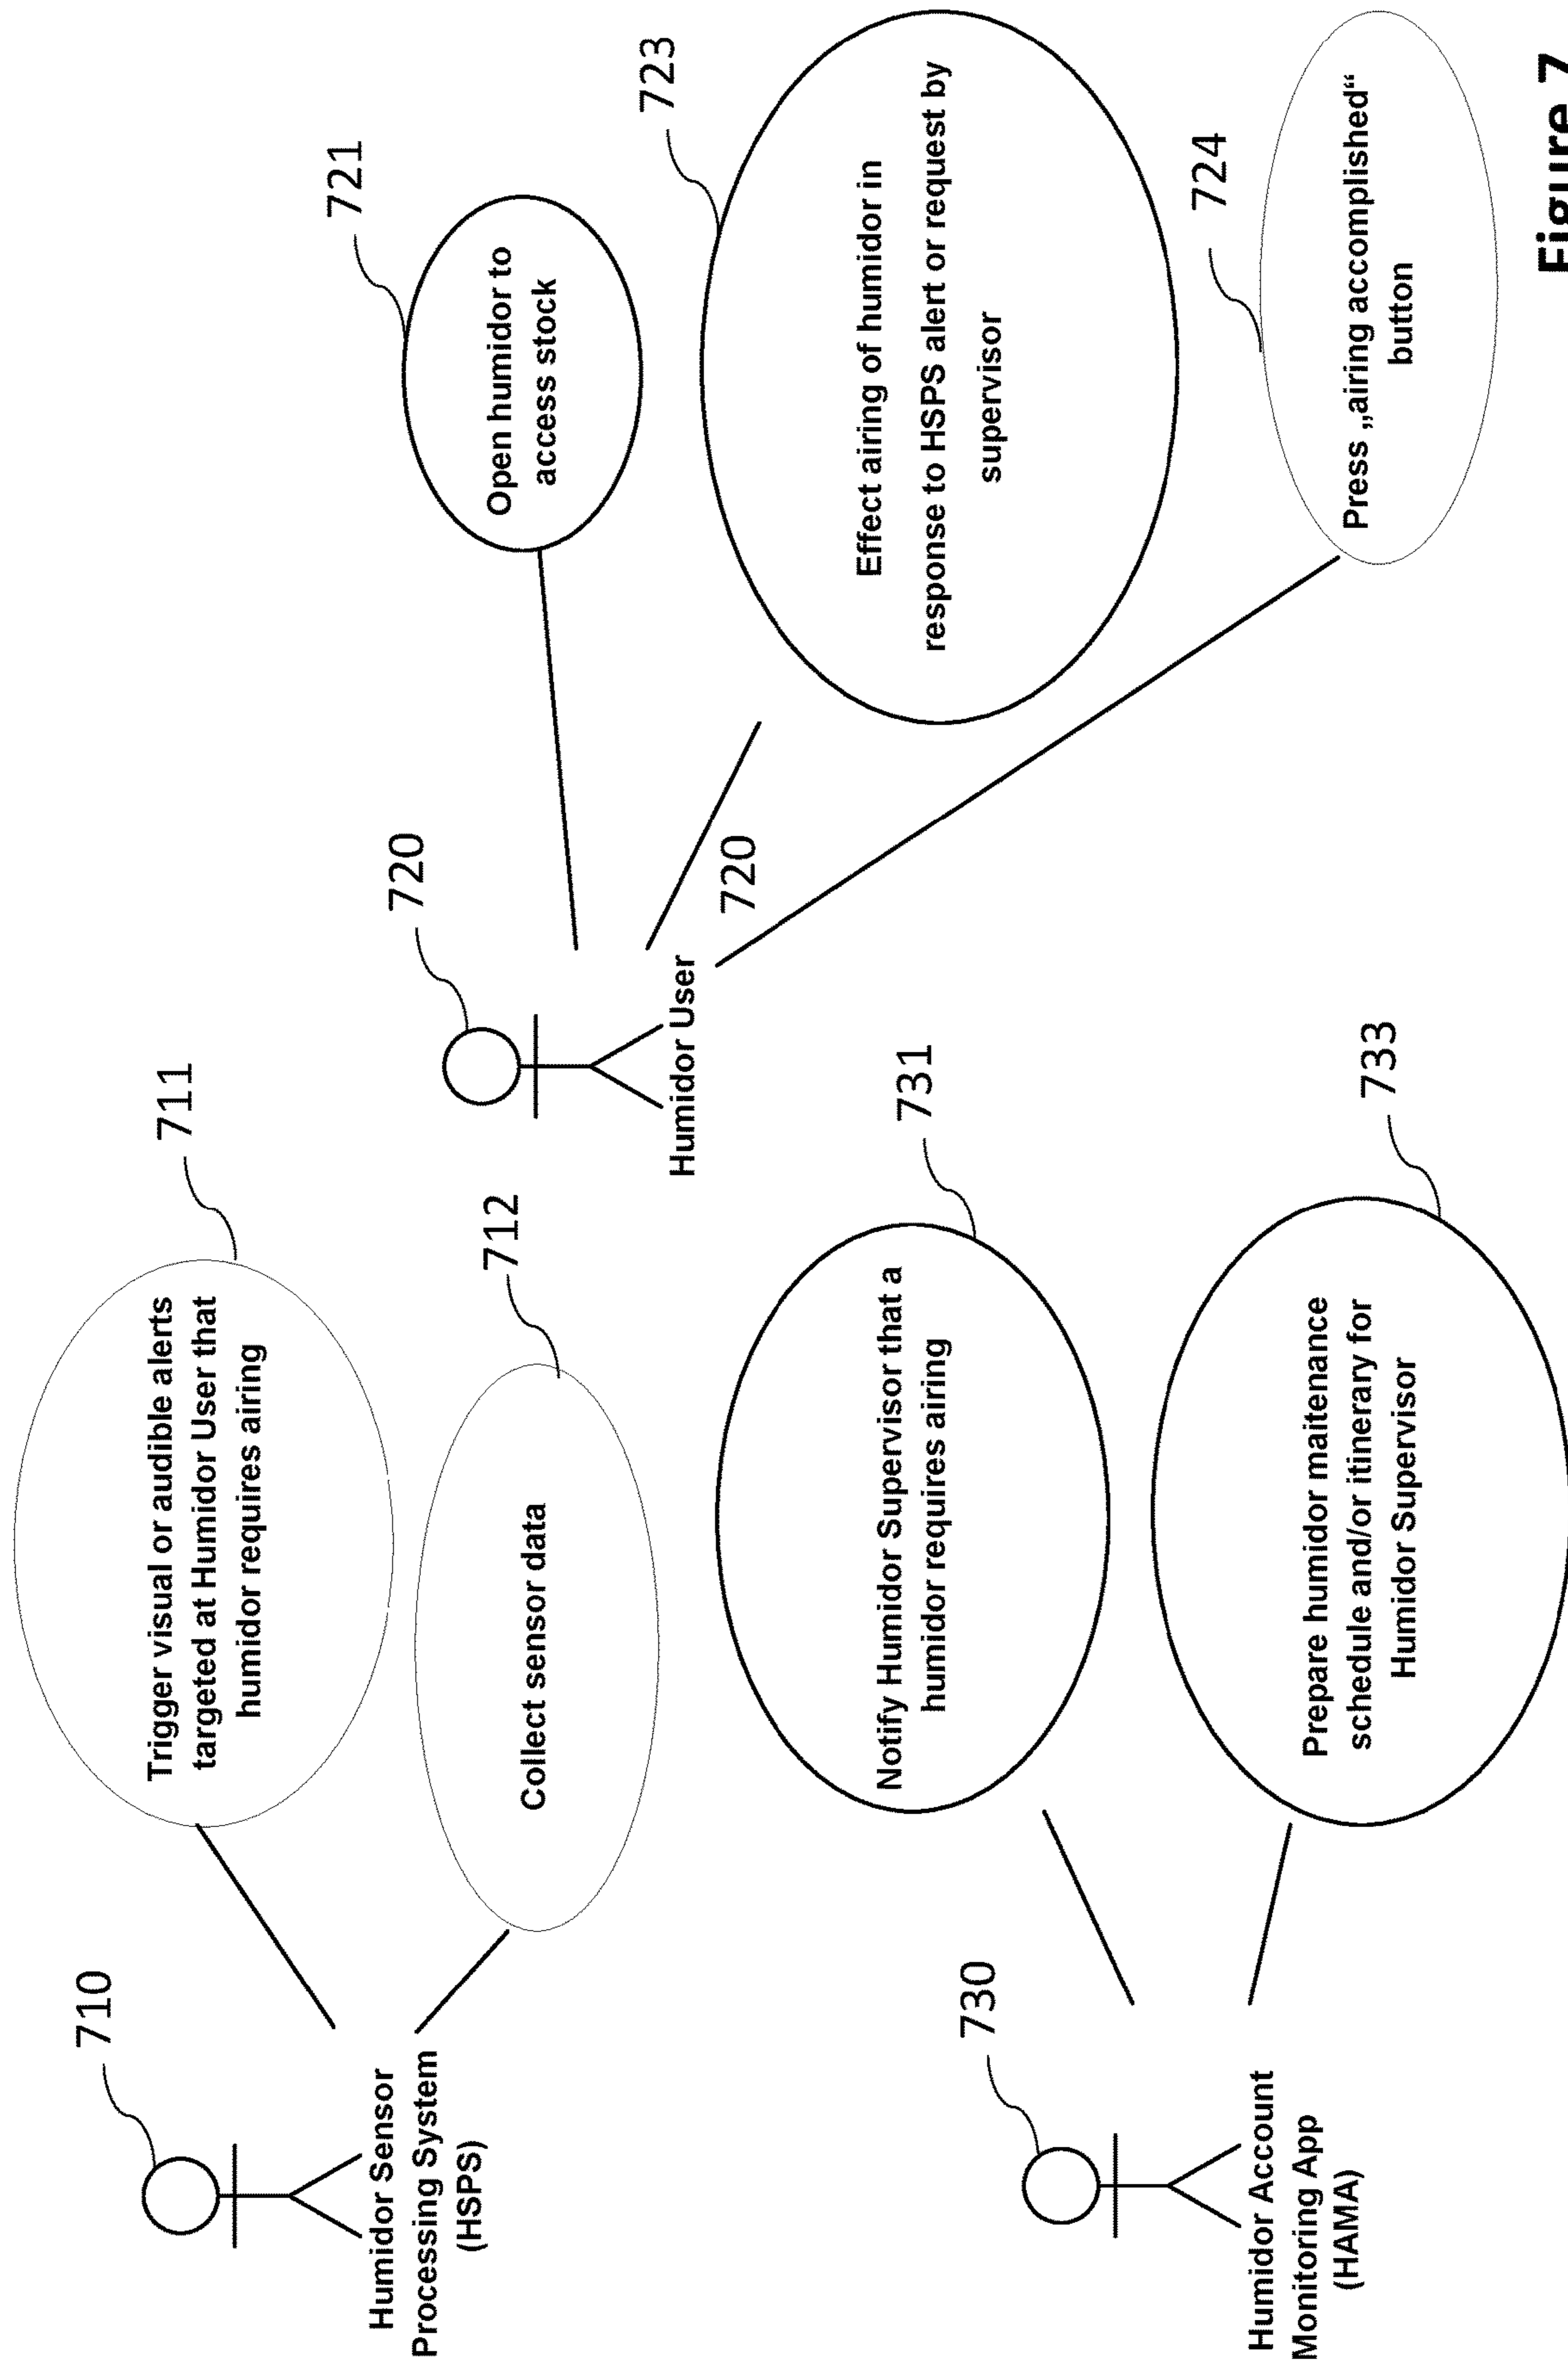 710
Humidor Sensor
Processing System
(HSPS)
711
Trigger visual or audible alerts
targeted at Humidor User that
humidor requires airing
712
Collect sensor data
720
Humidor User
720
721
Open humidor to
access stock
723
Effect airing of humidor in
response to HSPS alert or request by
supervisor
724
Press „airing accomplished“
button
730
Humidor Account
Monitoring App
(HAMA)
731
Notify Humidor Supervisor that a
humidor requires airing
733
Prepare humidor maitenance
schedule and/or itinerary for
Humidor Supervisor
Figure 7